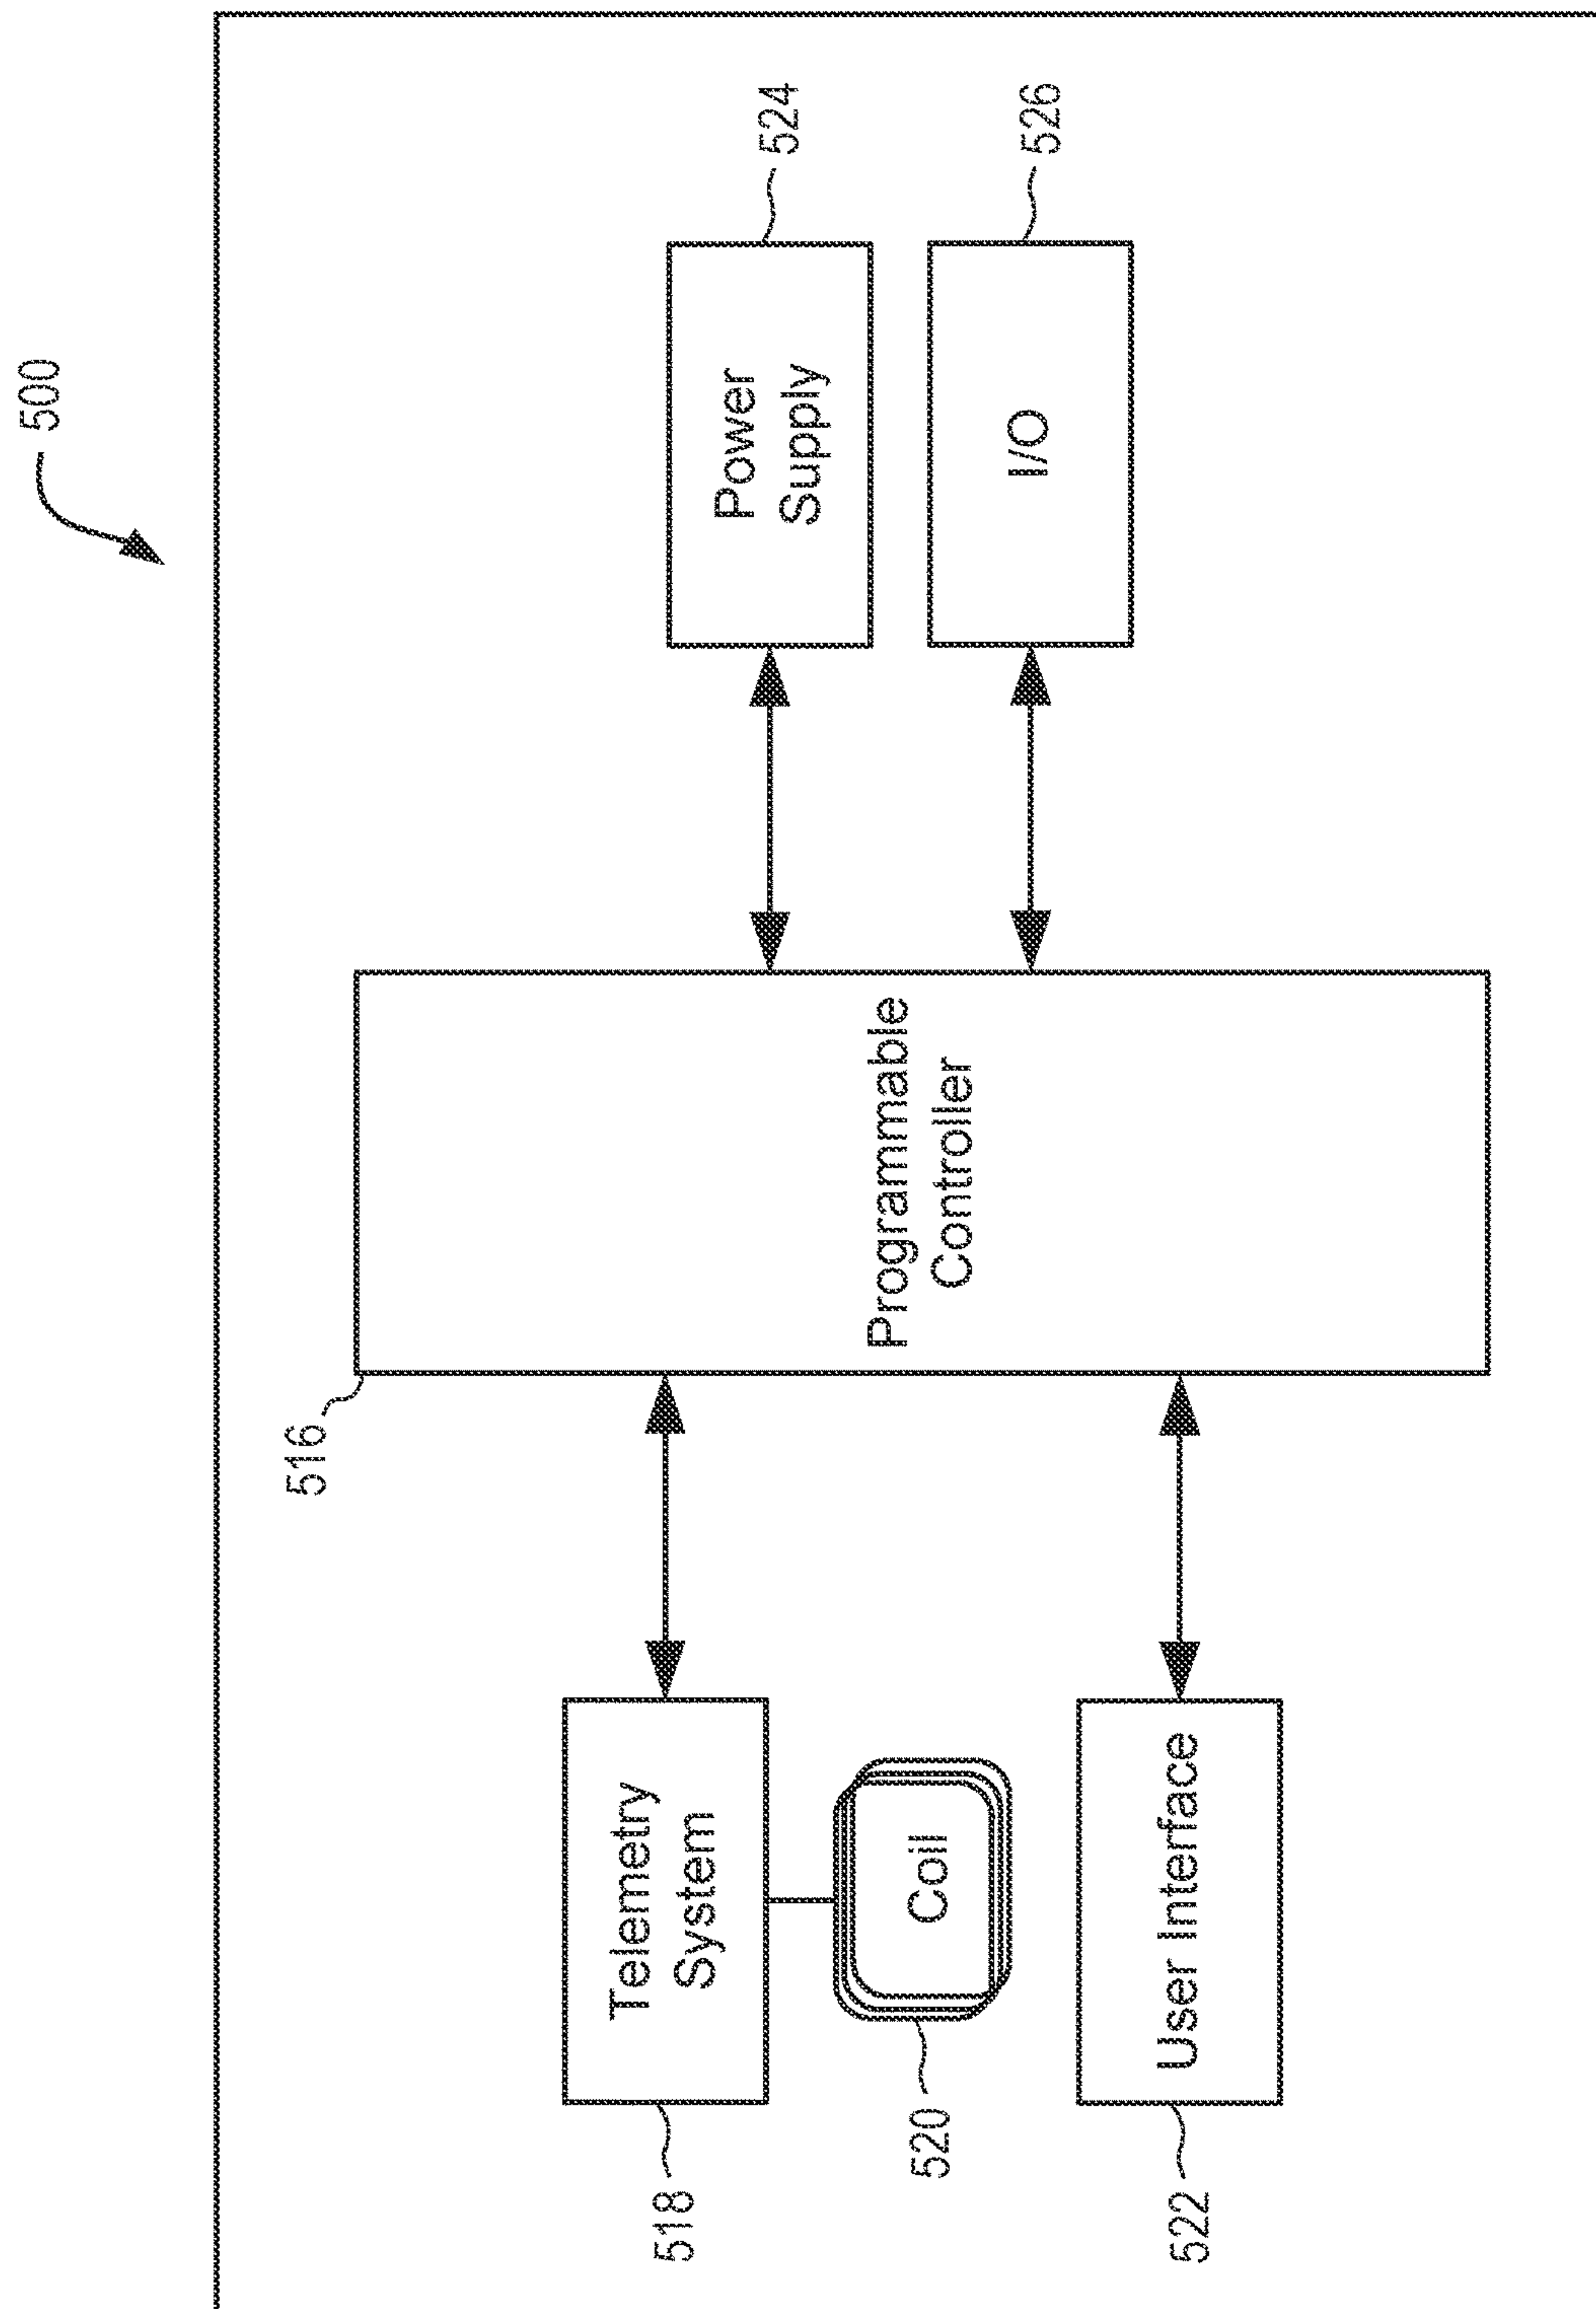 500
516
518
Telemetry
System
520
Coil
522
User Interface
Programmable
Controller
Power
Supply
524
I/O
526